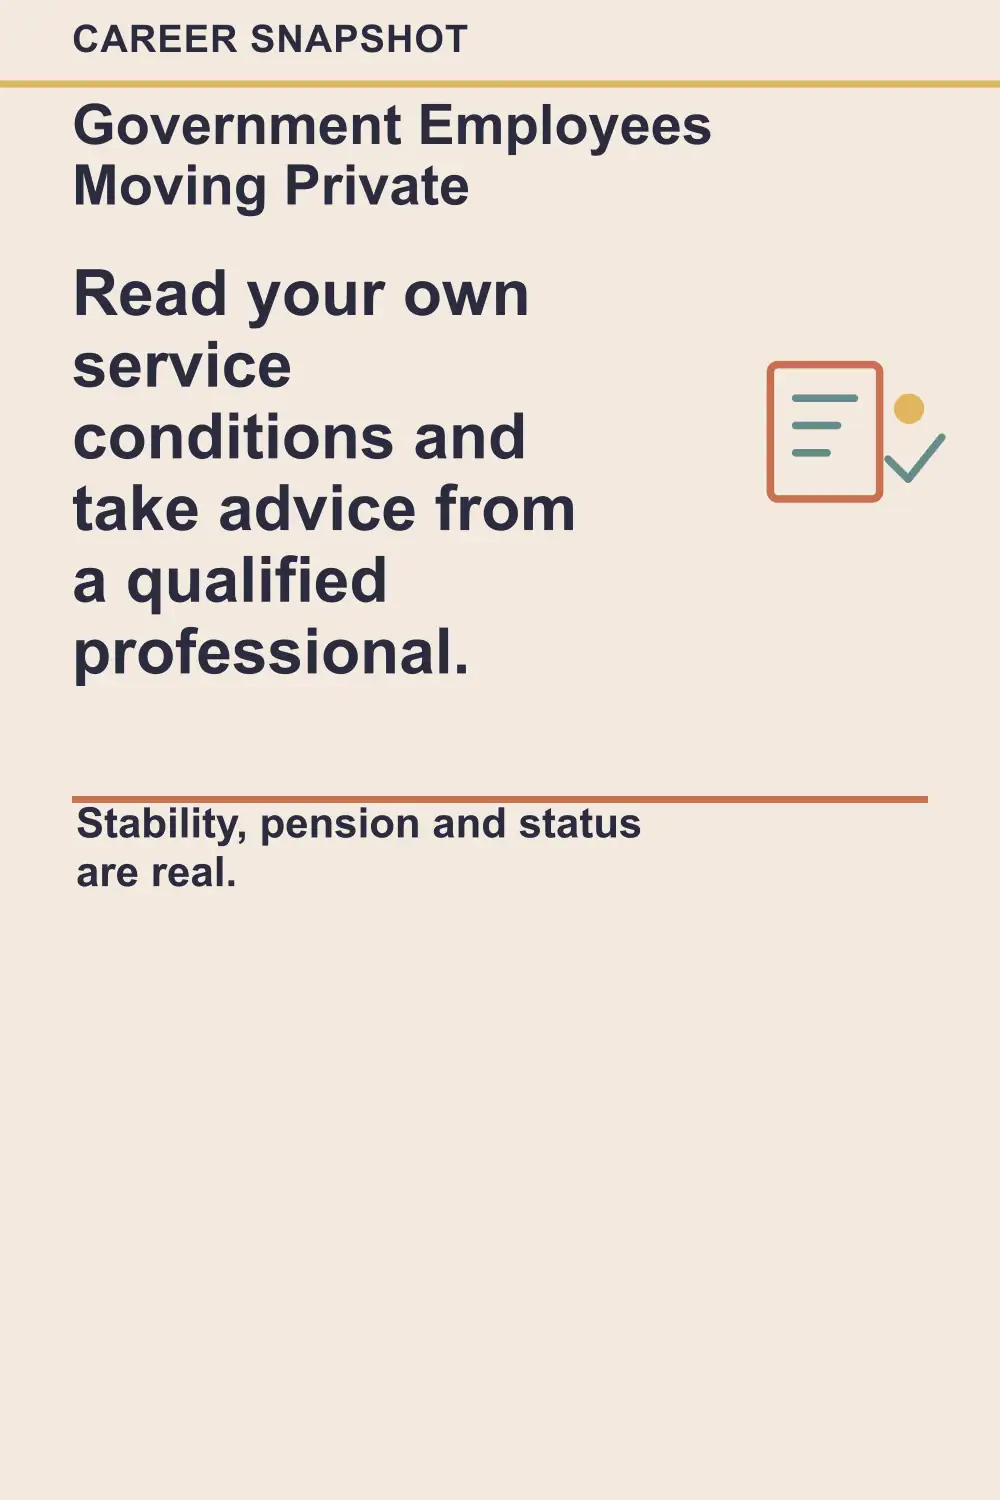 CAREER SNAPSHOT
Government Employees
Moving Private
Read your own
service
conditions and
take advice from
a qualified
professional.
Stability, pension and status
are real.